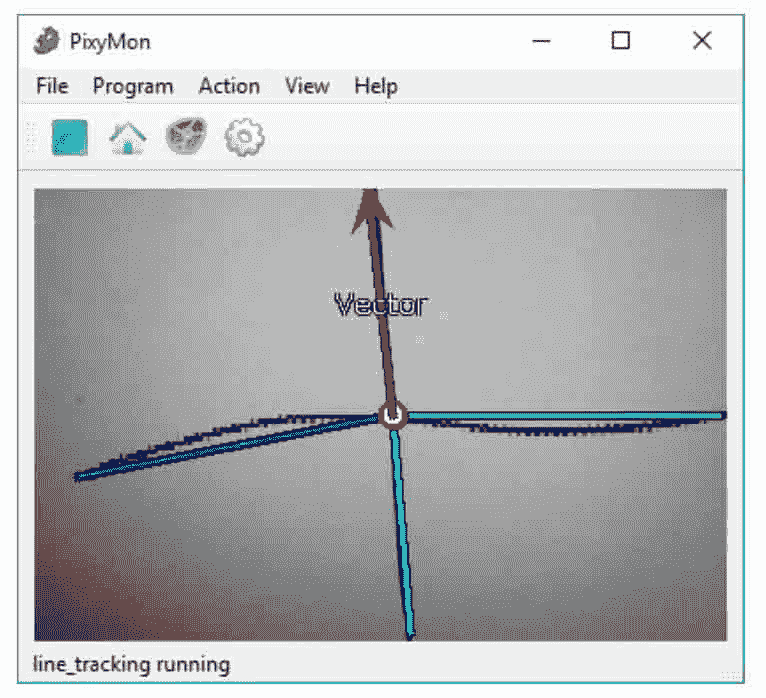 PixyMon
File Program Action View Help
Vector
line_tracking running